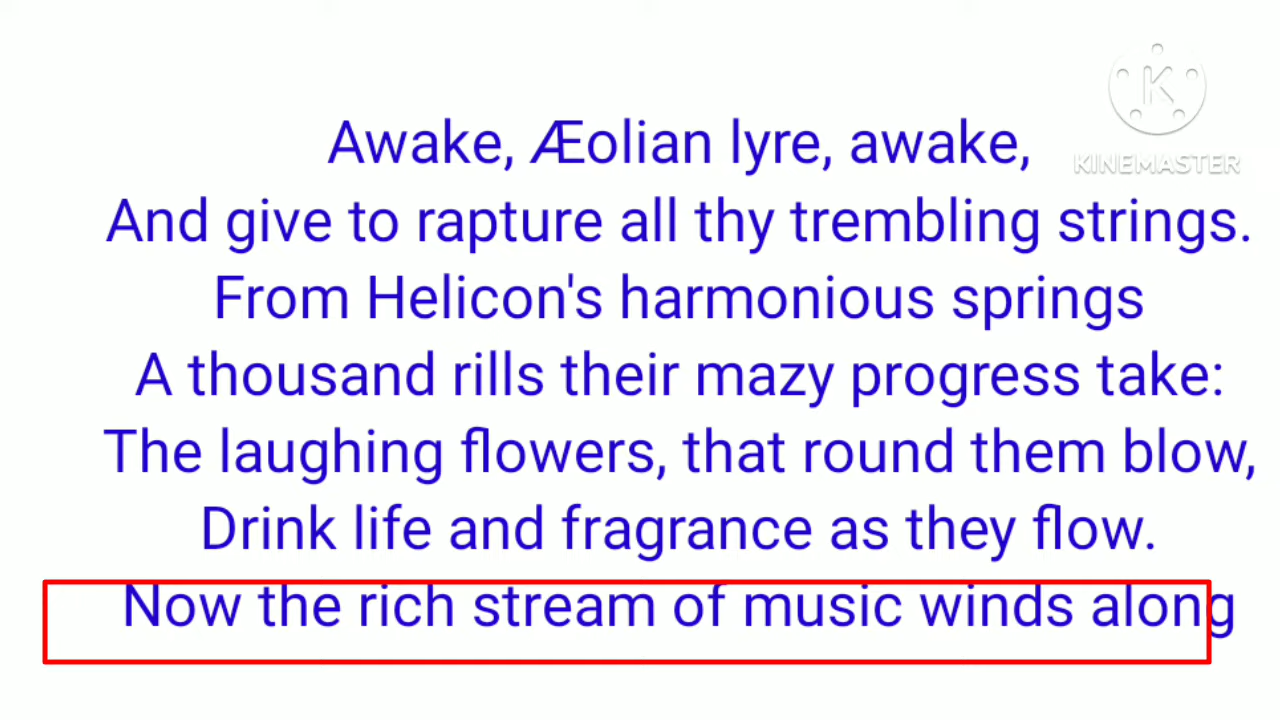 Awake, Æolian lyre, awake,
And give to rapture all thy trembling strings.
From Helicon's harmonious springs
A thousand rills their mazy progress take:
The laughing flowers, that round them blow,
Drink life and fragrance as they flow.
Now the rich stream of music winds along
K
KINEMASTER